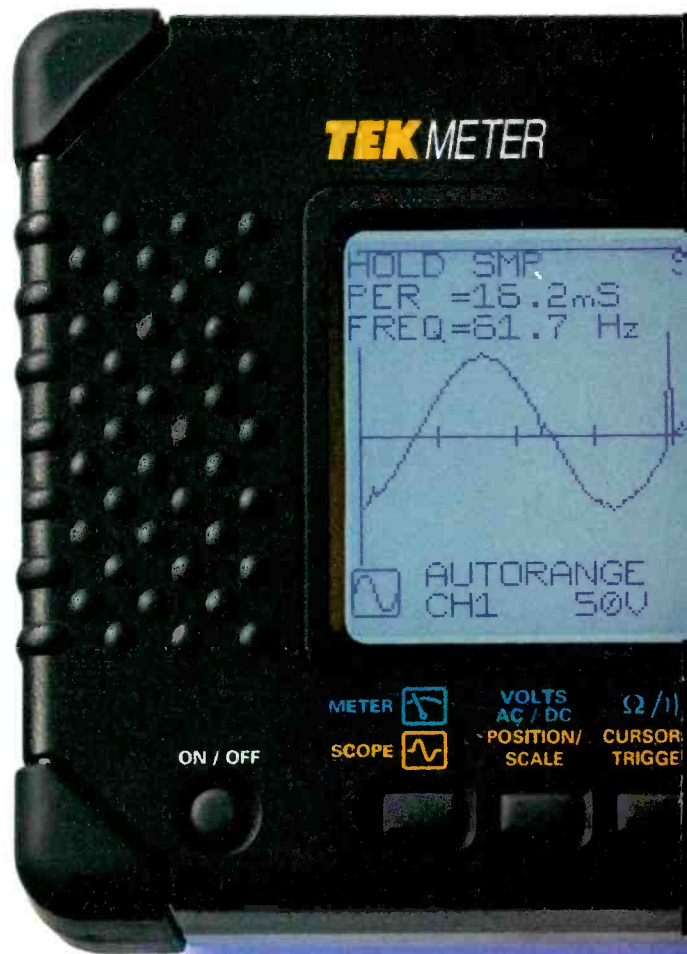 TEKMETER
HOLD SMP
PER =16.2mS
FREQ=61.7 Hz
AUTORANGE
CH1 50V
METER
VOLTS
AC / DC
Ω/
SCOPE
POSITION/
SCALE
ON / OFF